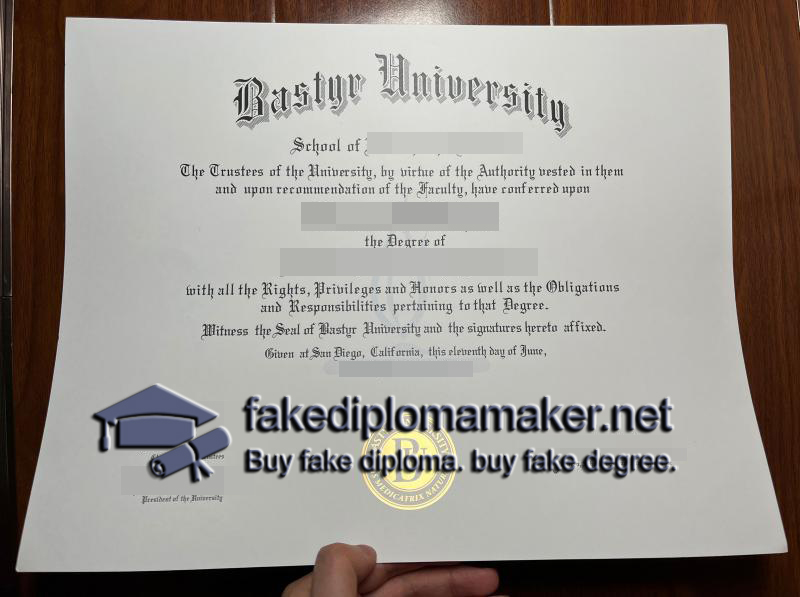 Bastyr University
School of
The Trustees of the University, by virtue of the Authority vested in them
and upon recommendation of the Faculty, have conferred upon
the Degree of
with all the Rights, Privileges and Honors as well as the Obligations
and Responsibilities pertaining to that Degree.
Witness the Seal of Bastyr University and the signatures hereto affixed.
Given at San Diego, California, this eleventh day of June,
fakediplomamaker.net
Buy fake diploma. buy fake degree.
BU
MEDICATRIX NATUR
President of the University